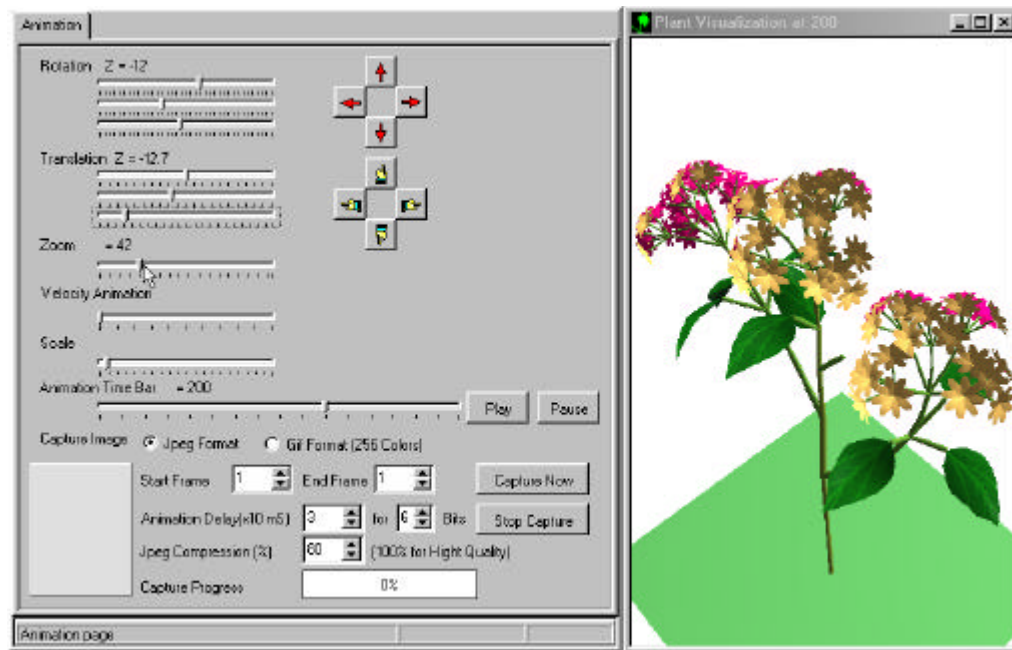 Animation
Plant Visualization at 200
Rotation Z = -12
Translation Z = -12.7
Zoom = 42
Velocity Animation
Scale
Animation Time Bar = 200
Play Pause
Capture Image Jpeg Format Gif Format (256 Colors)
Start Frame 1 End Frame 1 Capture Now
Animation Delay(x10 mS) 3 for 6 Bits Stop Capture
Jpeg Compression (%) 80 (100% for Hight Quality)
Capture Progress 0%
Animation page